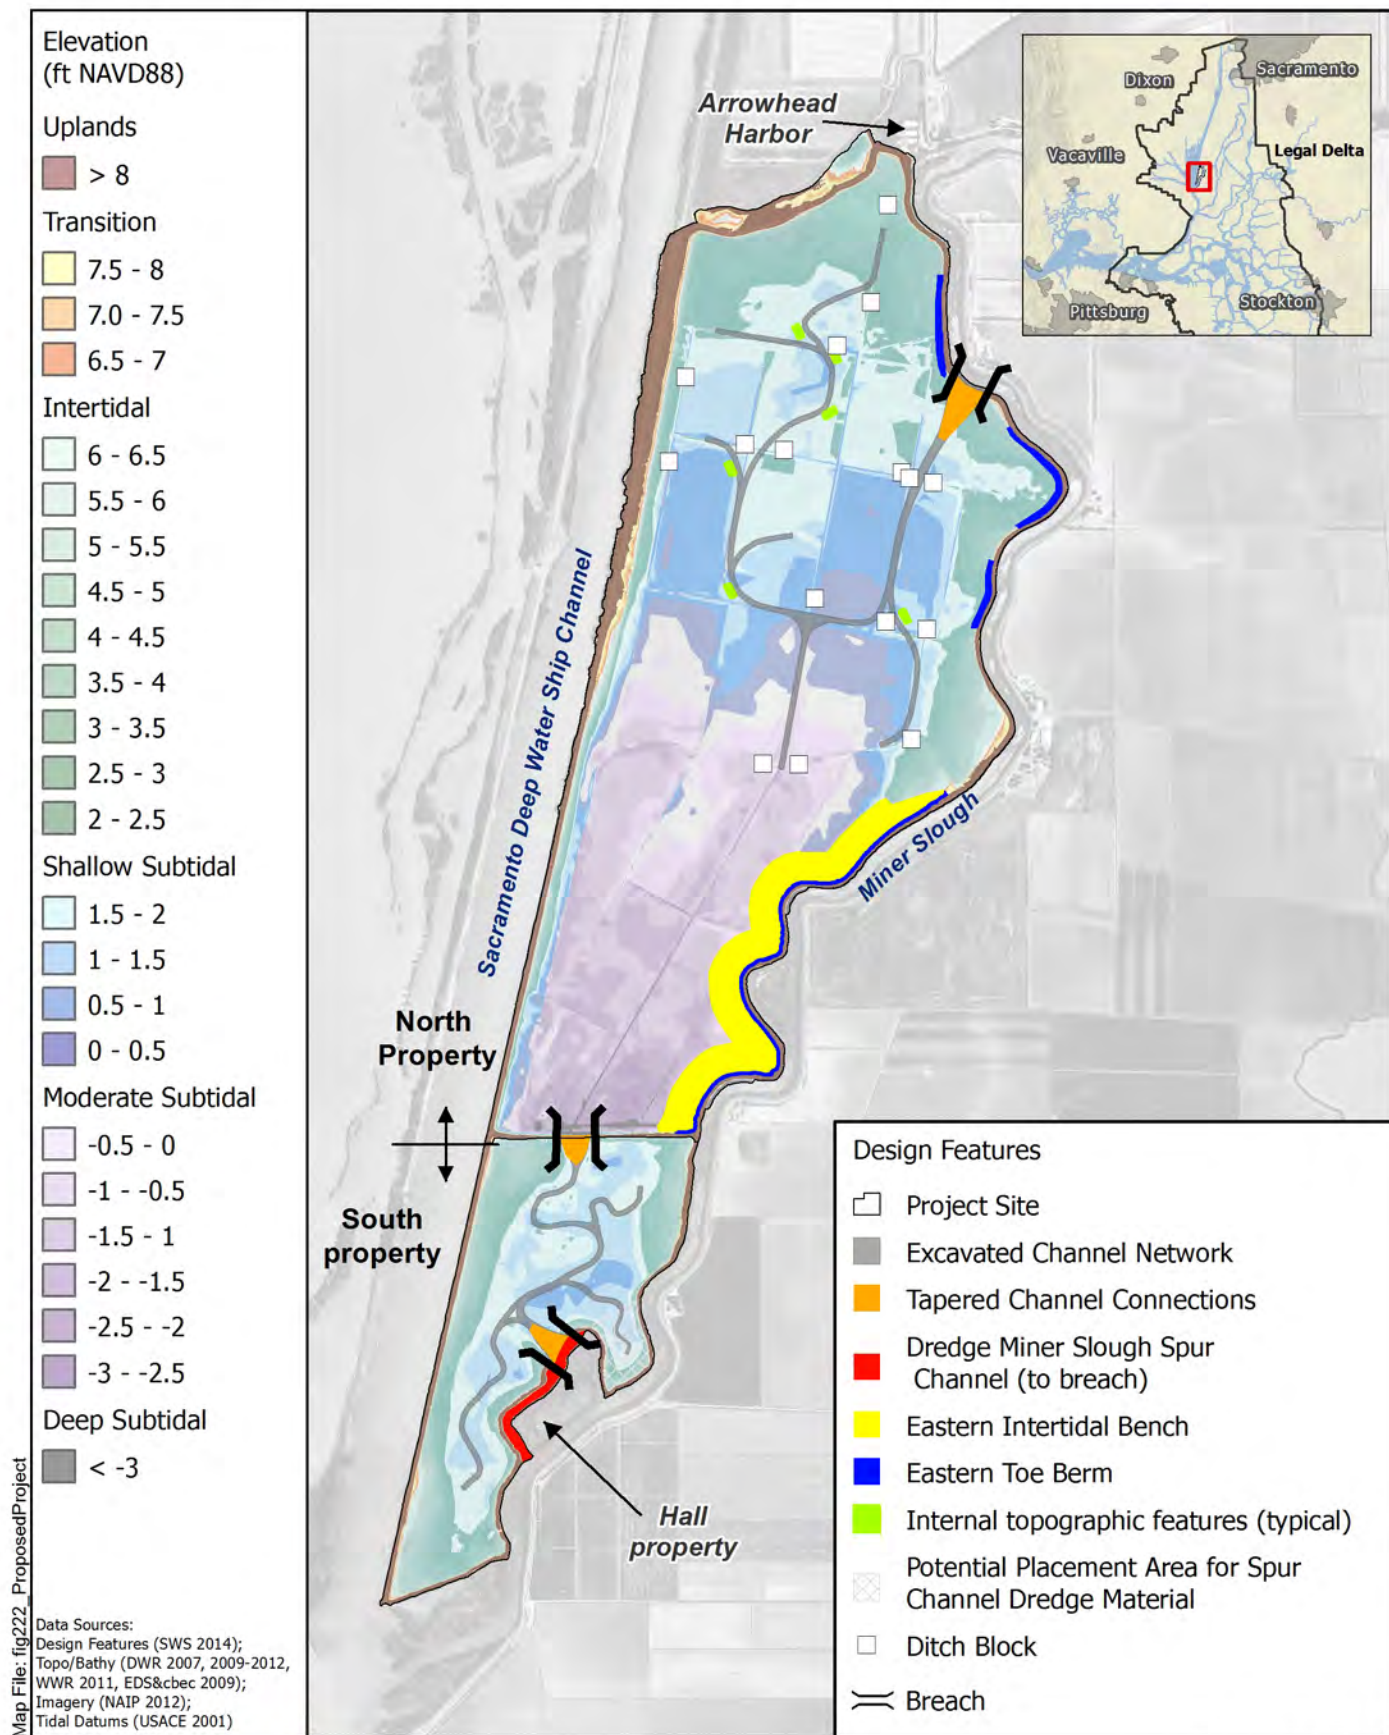 Elevation
(ft NAVD88)
Uplands
> 8
Transition
7.5 - 8
7.0 - 7.5
6.5 - 7
Intertidal
6 - 6.5
5.5 - 6
5 - 5.5
4.5 - 5
4 - 4.5
3.5 - 4
3 - 3.5
2.5 - 3
2 - 2.5
Shallow Subtidal
1.5 - 2
1 - 1.5
0.5 - 1
0 - 0.5
Moderate Subtidal
-0.5 - 0
-1 - -0.5
-1.5 - 1
-2 - -1.5
-2.5 - -2
-3 - -2.5
Deep Subtidal
< -3
Data Sources:
Design Features (SWS 2014);
Topo/Bathy (DWR 2007, 2009-2012,
WWR 2011, EDS&cbec 2009);
Imagery (NAIP 2012);
Tidal Datums (USACE 2001)
Map File: fig222_ProposedProject
Arrowhead
Harbor
Dixon
Sacramento
Vacaville
Legal Delta
Pittsburg
Stockton
Sacramento Deep Water Ship Channel
Miner Slough
North
Property
South
property
Hall
property
Design Features
Project Site
Excavated Channel Network
Tapered Channel Connections
Dredge Miner Slough Spur
Channel (to breach)
Eastern Intertidal Bench
Eastern Toe Berm
Internal topographic features (typical)
Potential Placement Area for Spur
Channel Dredge Material
Ditch Block
Breach